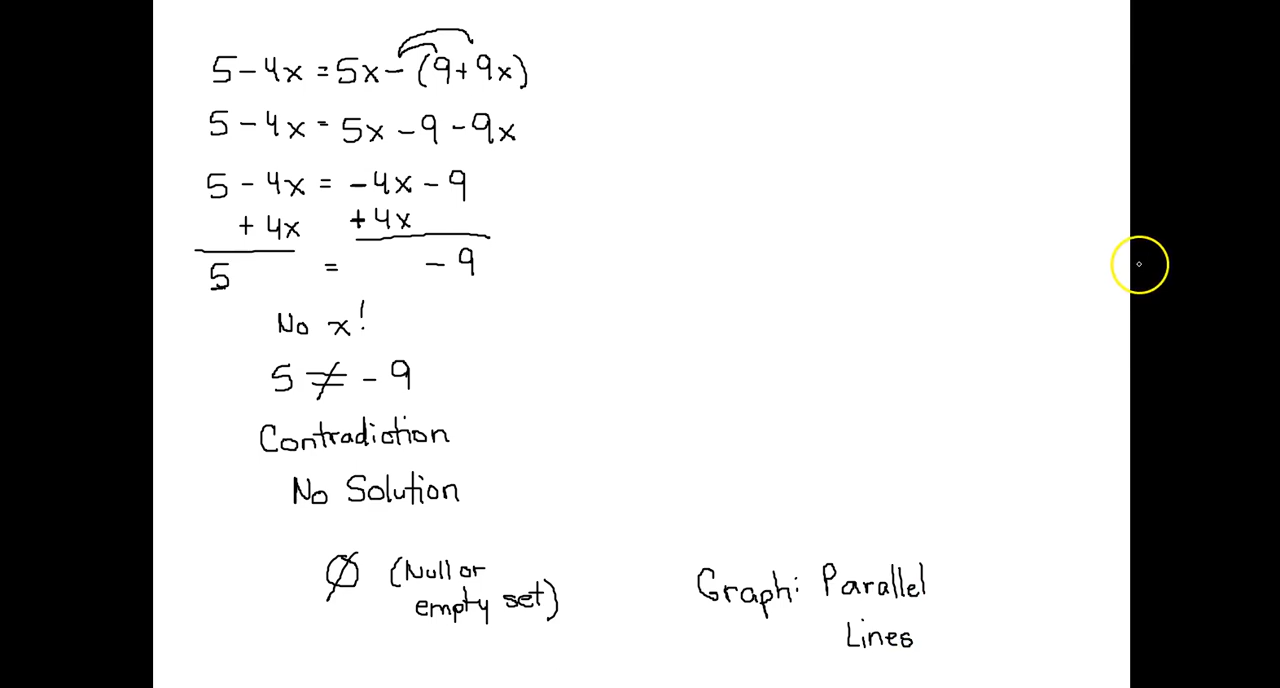 5 - 4x = 5x - (9 + 9x)
5 - 4x = 5x - 9 - 9x
5 - 4x = -4x - 9
+ 4x + 4x
5 = - 9
No x!
5 ≠ - 9
Contradiction
No Solution
∅ (Null or
empty set)
Graph: Parallel
Lines